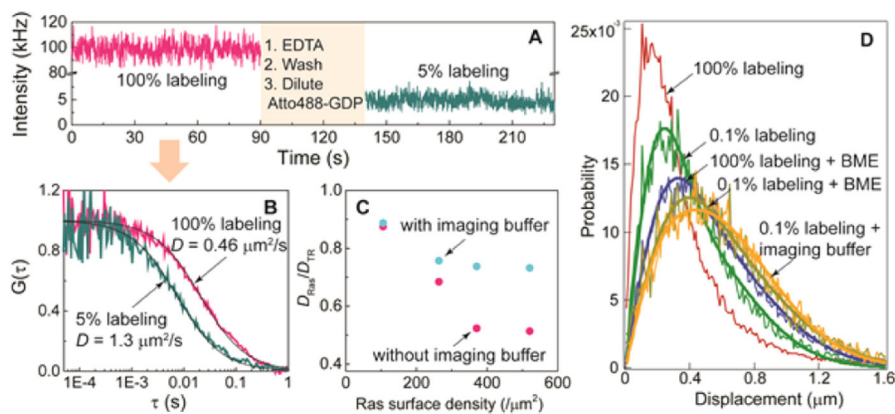 A
Intensity (kHz)
120
100
80
5
0
100% labeling
1. EDTA
2. Wash
3. Dilute
Atto488-GDP
5% labeling
0 30 60 90 120 150 180 210
Time (s)
B
G(τ)
1.2
0.8
0.4
0.0
100% labeling
D = 0.46 μm²/s
5% labeling
D = 1.3 μm²/s
1E-4 1E-3 0.01 0.1 1
τ (s)
C
D_Ras/D_TR
1.0
0.8
0.6
0.4
with imaging buffer
without imaging buffer
0 200 400 600
Ras surface density (/μm²)
D
Probability
25x10⁻³
20
15
10
5
0
100% labeling
0.1% labeling
100% labeling + BME
0.1% labeling + BME
0.1% labeling +
imaging buffer
0 0.4 0.8 1.2 1.6
Displacement (μm)